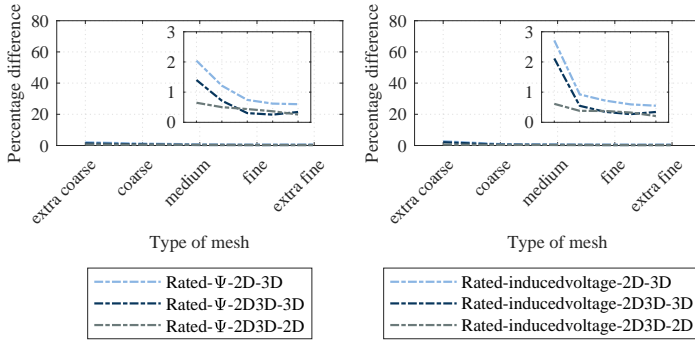 Percentage difference
80
60
40
20
0
3
2
1
0
extra coarse
coarse
medium
fine
extra fine
Type of mesh
Rated-Ψ-2D-3D
Rated-Ψ-2D3D-3D
Rated-Ψ-2D3D-2D
Percentage difference
80
60
40
20
0
3
2
1
0
extra coarse
coarse
medium
fine
extra fine
Type of mesh
Rated-inducedvoltage-2D-3D
Rated-inducedvoltage-2D3D-3D
Rated-inducedvoltage-2D3D-2D